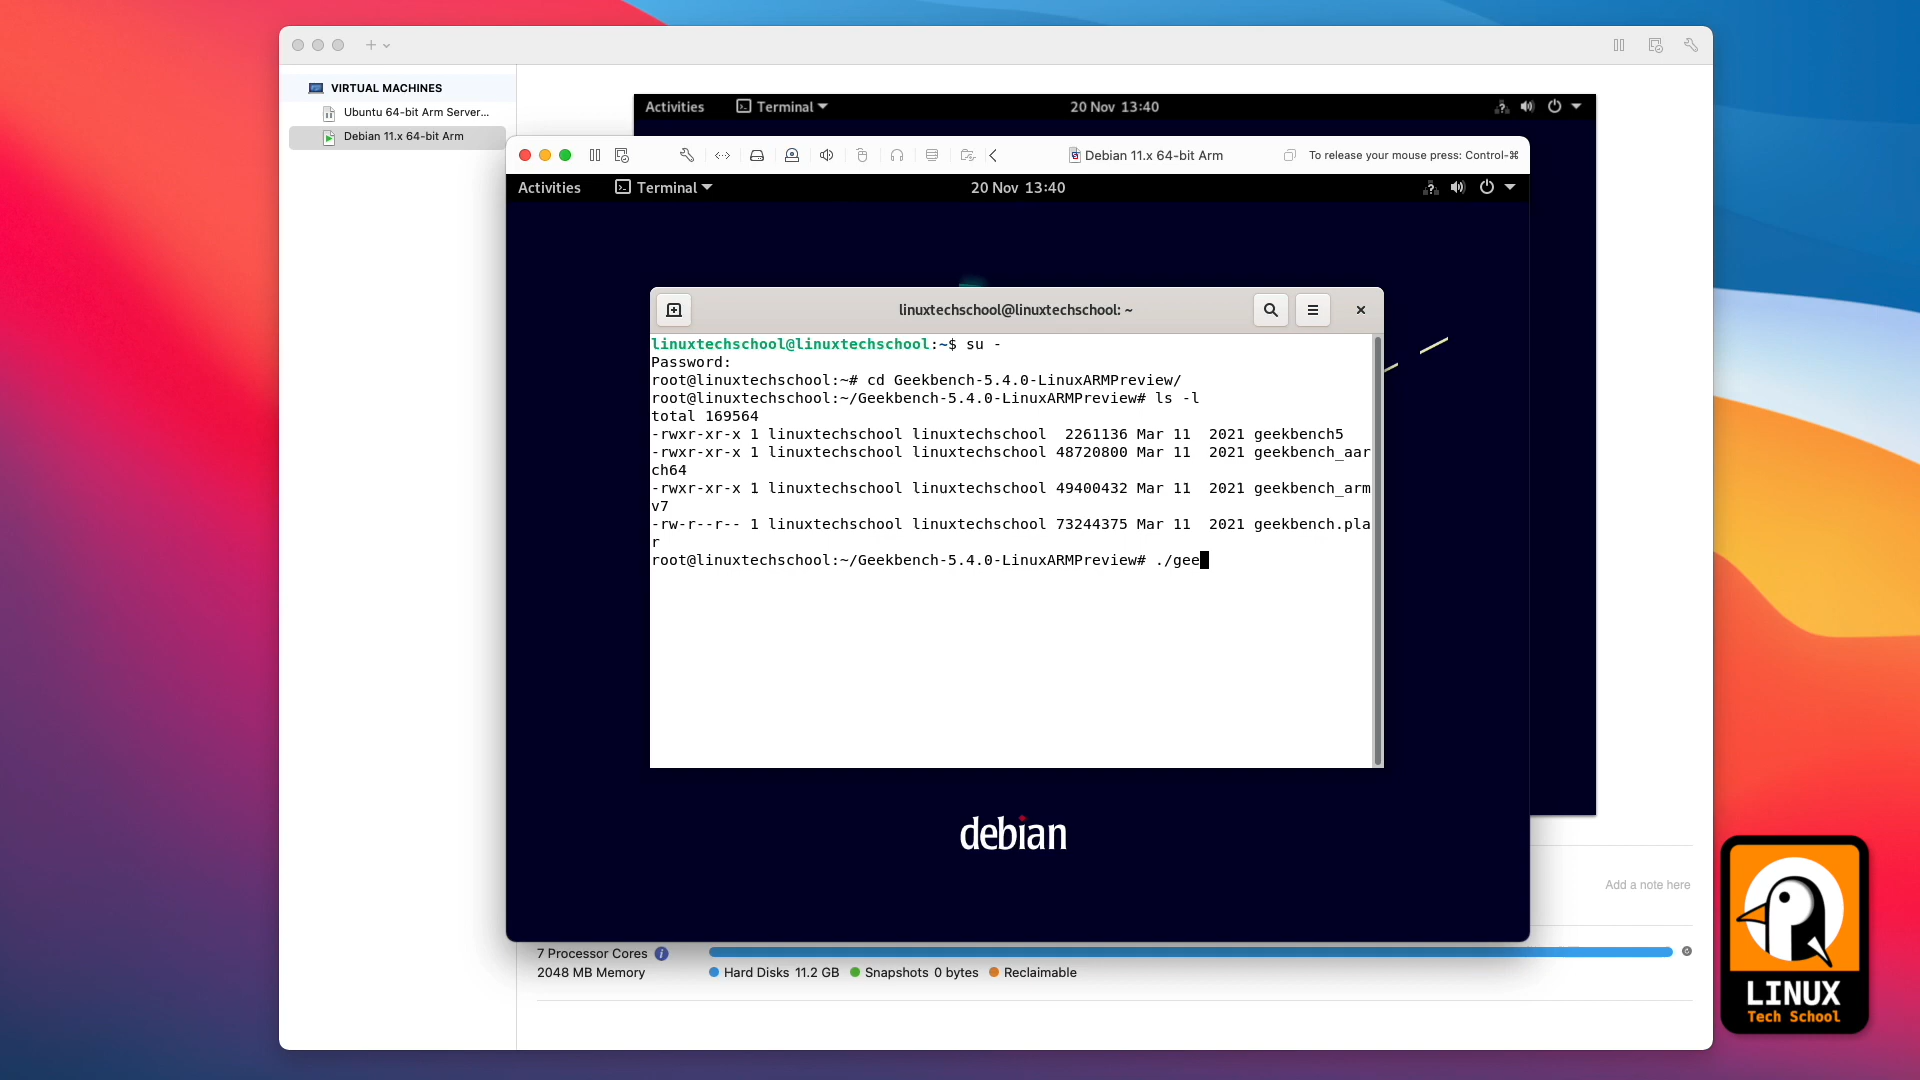 VIRTUAL MACHINES
Ubuntu 64-bit Arm Server...
Debian 11.x 64-bit Arm
Activities
Terminal
20 Nov 13:40
Debian 11.x 64-bit Arm
To release your mouse press: Control-⌘
Activities
Terminal
20 Nov 13:40
linuxtechschool@linuxtechschool: ~
linuxtechschool@linuxtechschool:~$ su -
Password:
root@linuxtechschool:~# cd Geekbench-5.4.0-LinuxARMPreview/
root@linuxtechschool:~/Geekbench-5.4.0-LinuxARMPreview# ls -l
total 169564
-rwxr-xr-x 1 linuxtechschool linuxtechschool  2261136 Mar 11  2021 geekbench5
-rwxr-xr-x 1 linuxtechschool linuxtechschool 48720800 Mar 11  2021 geekbench_aar
ch64
-rwxr-xr-x 1 linuxtechschool linuxtechschool 49400432 Mar 11  2021 geekbench_arm
v7
-rw-r--r-- 1 linuxtechschool linuxtechschool 73244375 Mar 11  2021 geekbench.pla
r
root@linuxtechschool:~/Geekbench-5.4.0-LinuxARMPreview# ./gee
debian
Add a note here
7 Processor Cores
2048 MB Memory
Hard Disks 11.2 GB
Snapshots 0 bytes
Reclaimable
LINUX
Tech School